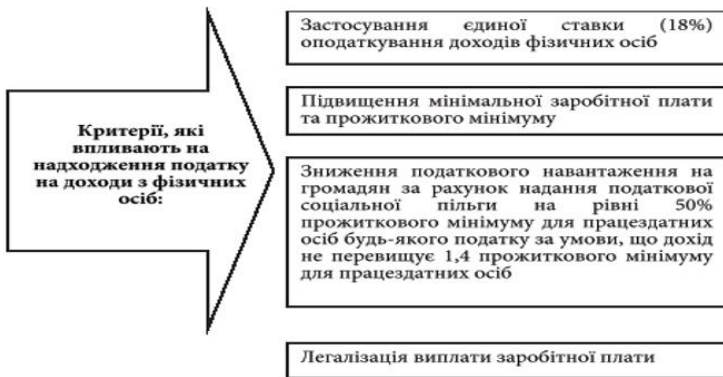 Критерії, які
впливають на
надходження податку
на доходи з фізичних
осіб:
Застосування єдиної ставки (18%)
оподаткування доходів фізичних осіб
Підвищення мінімальної заробітної плати
та прожиткового мінімуму
Зниження податкового навантаження на
громадян за рахунок надання податкової
соціальної пільги на рівні 50%
прожиткового мінімуму для працездатних
осіб будь-якого податку за умови, що дохід
не перевищує 1,4 прожиткового мінімуму
для працездатних осіб
Легалізація виплати заробітної плати